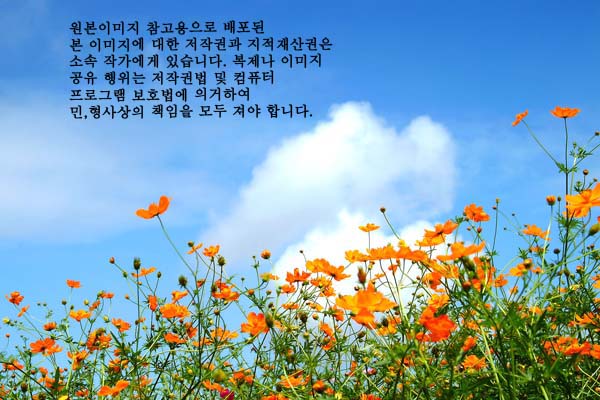 원본이미지 참고용으로 배포된
본 이미지에 대한 저작권과 지적재산권은
소속 작가에게 있습니다. 복제나 이미지
공유 행위는 저작권법 및 컴퓨터
프로그램 보호법에 의거하여
민,형사상의 책임을 모두 져야 합니다.